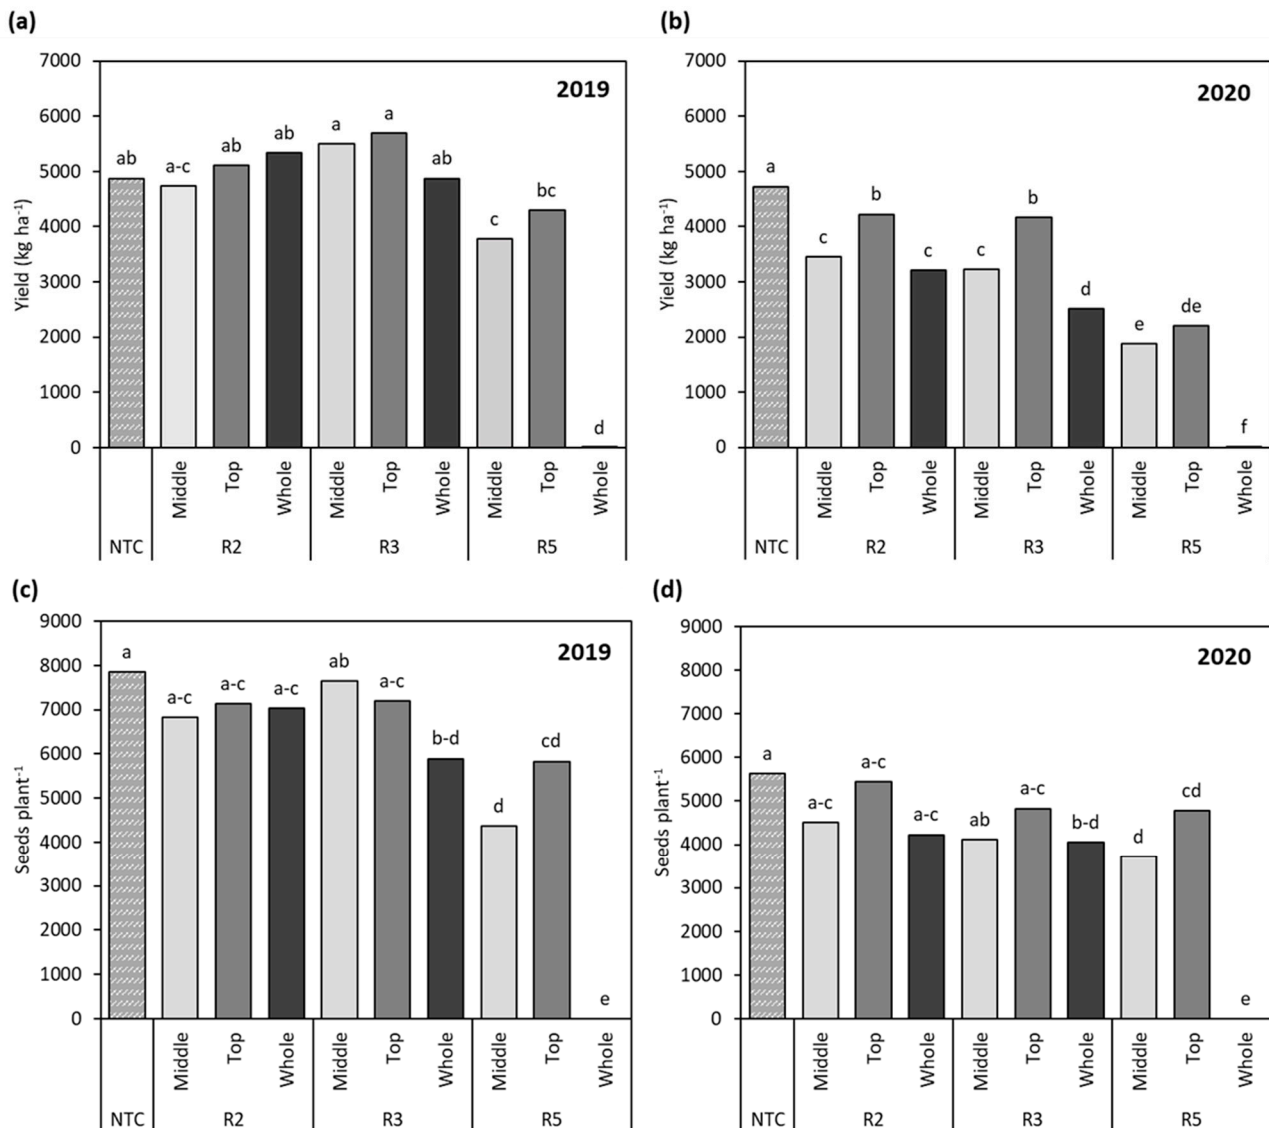 (a)
2019
Yield (kg ha⁻¹)
7000
6000
5000
4000
3000
2000
1000
0
ab
a-c
ab
ab
a
a
ab
c
bc
d
Middle
Top
Whole
Middle
Top
Whole
Middle
Top
Whole
NTC
R2
R3
R5
(b)
2020
Yield (kg ha⁻¹)
7000
6000
5000
4000
3000
2000
1000
0
a
c
b
c
c
b
d
e
de
f
Middle
Top
Whole
Middle
Top
Whole
Middle
Top
Whole
NTC
R2
R3
R5
(c)
2019
Seeds plant⁻¹
9000
8000
7000
6000
5000
4000
3000
2000
1000
0
a
a-c
a-c
a-c
ab
a-c
b-d
d
cd
e
Middle
Top
Whole
Middle
Top
Whole
Middle
Top
Whole
NTC
R2
R3
R5
(d)
2020
Seeds plant⁻¹
9000
8000
7000
6000
5000
4000
3000
2000
1000
0
a
a-c
a-c
a-c
ab
a-c
b-d
d
cd
e
Middle
Top
Whole
Middle
Top
Whole
Middle
Top
Whole
NTC
R2
R3
R5